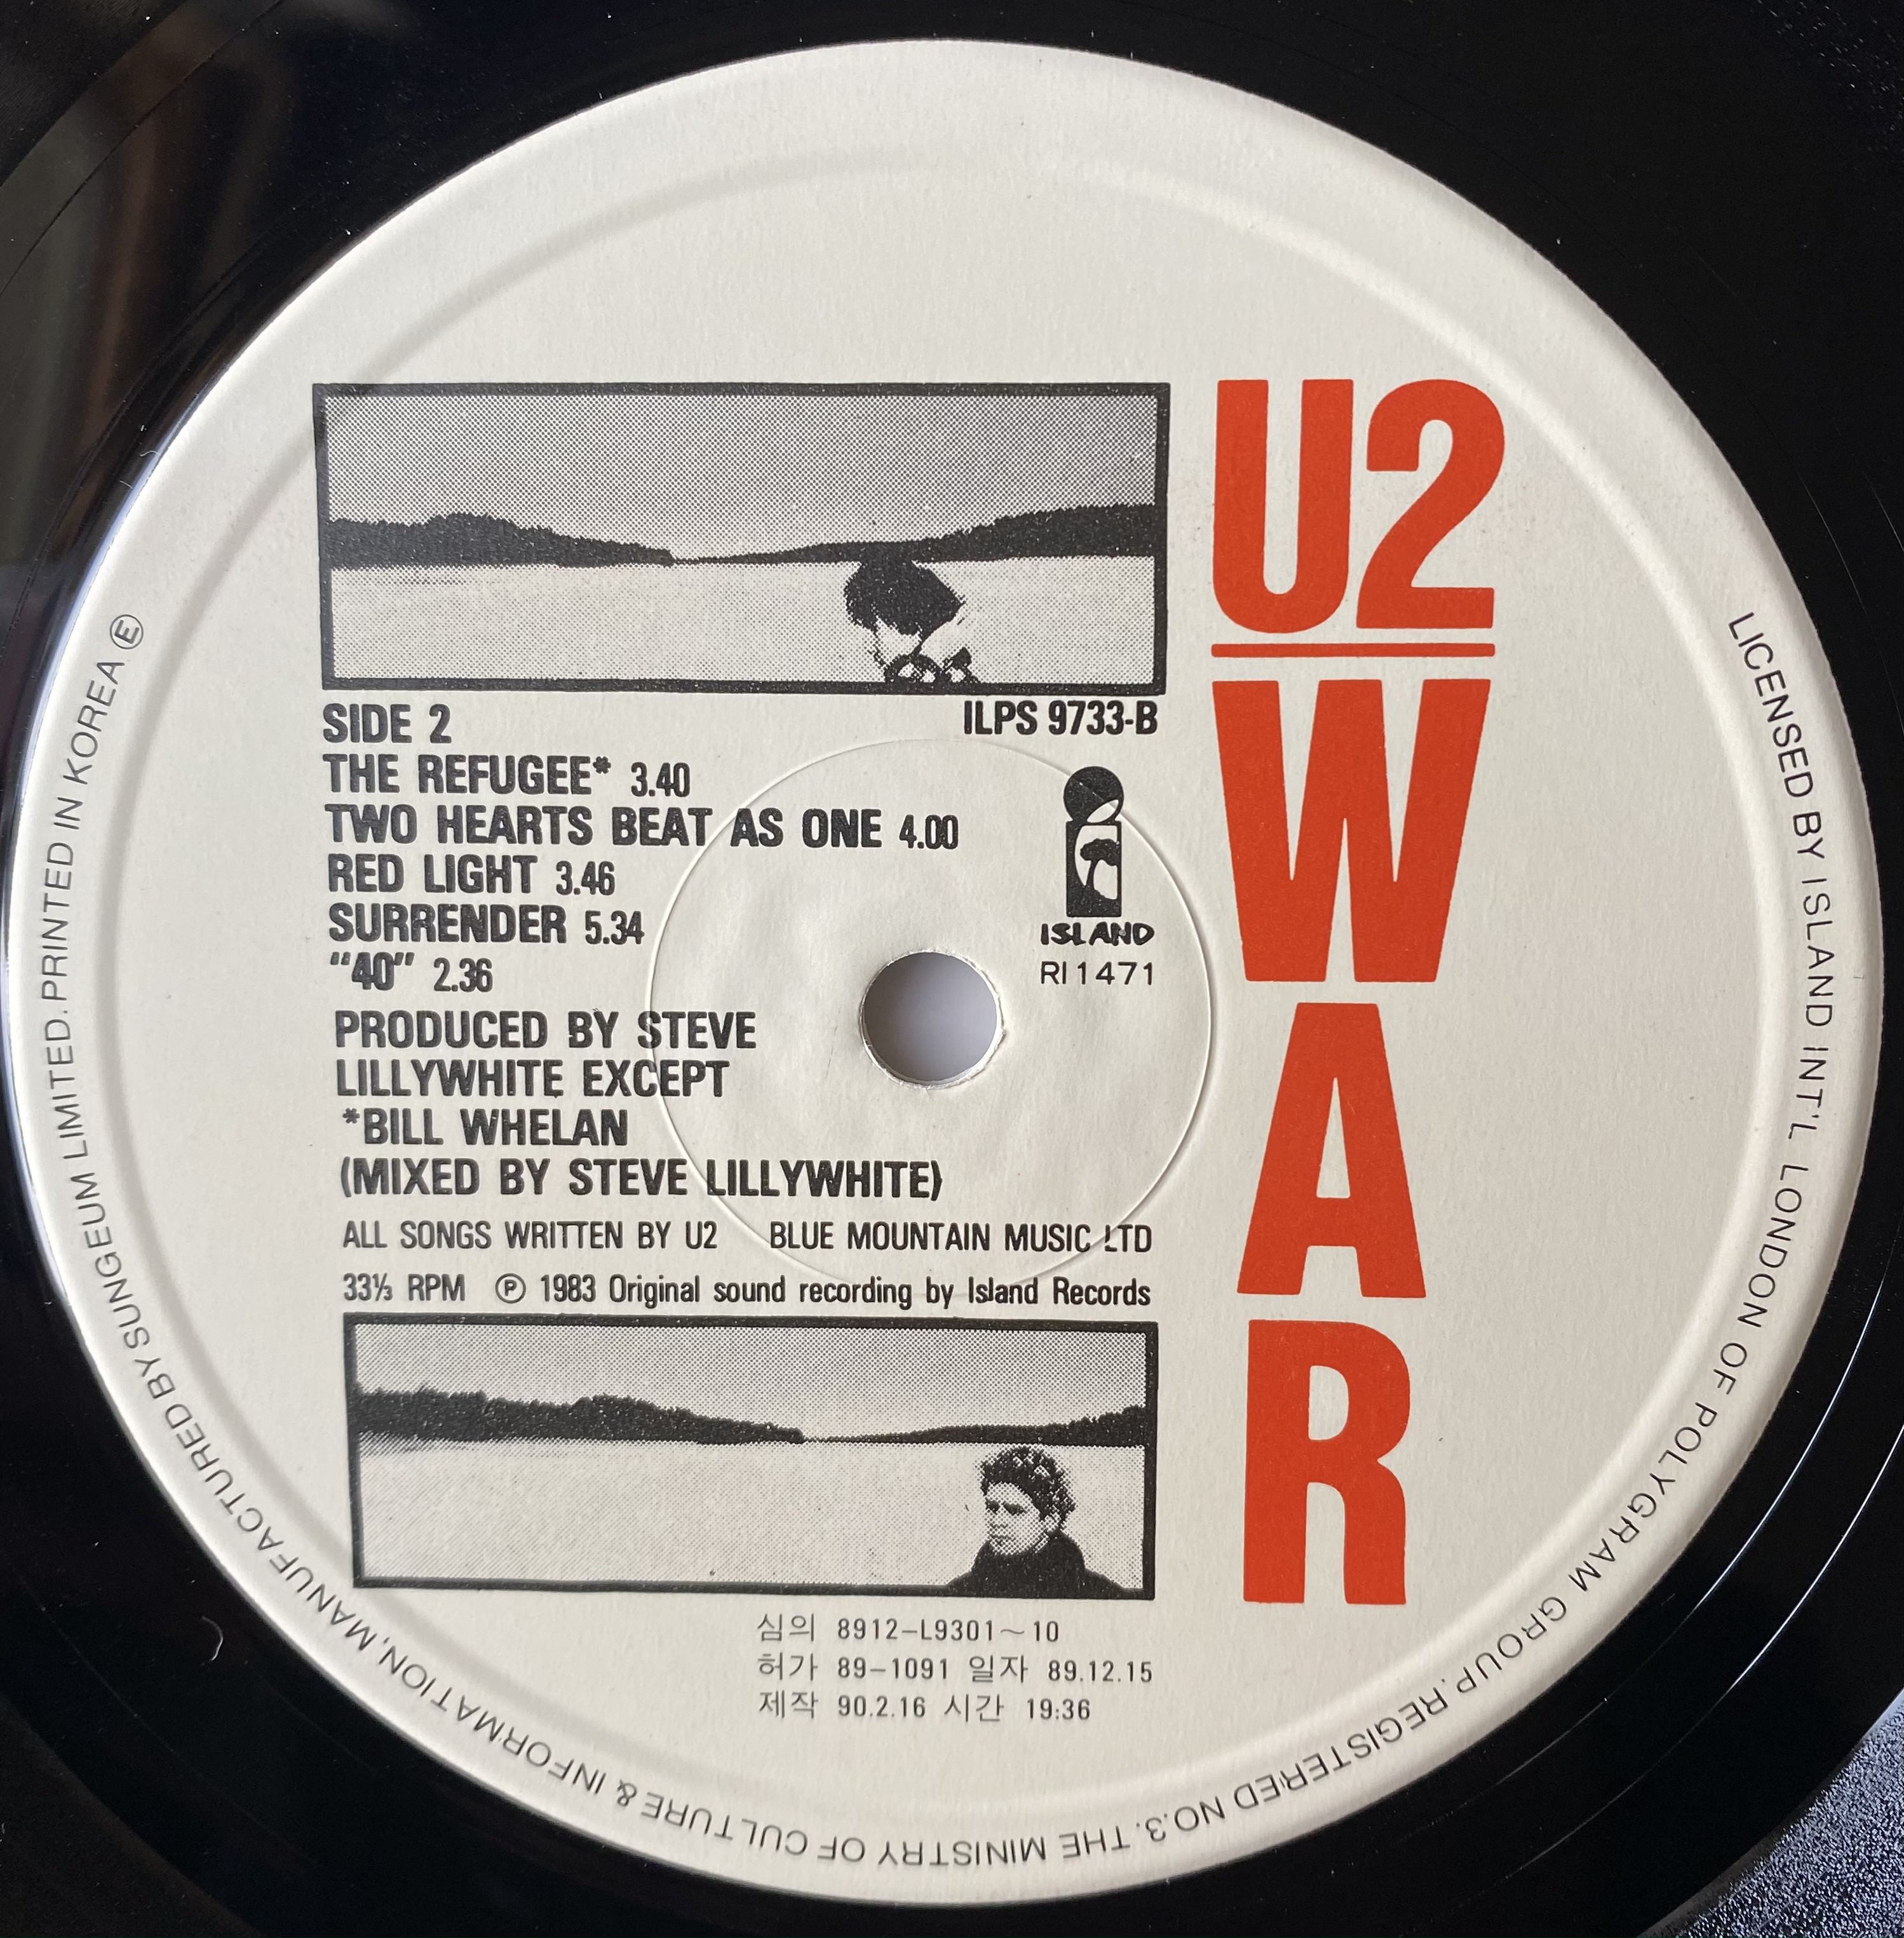 U2
WAR
SIDE 2 ILPS 9733-B
THE REFUGEE* 3.40
TWO HEARTS BEAT AS ONE 4.00
RED LIGHT 3.46
SURRENDER 5.34
"40" 2.36
ISLAND
RI 1471
PRODUCED BY STEVE
LILLYWHITE EXCEPT
*BILL WHELAN
(MIXED BY STEVE LILLYWHITE)
ALL SONGS WRITTEN BY U2 BLUE MOUNTAIN MUSIC LTD
33⅓ RPM ℗ 1983 Original sound recording by Island Records
심의 8912-L9301~10
허가 89-1091 일자 89.12.15
제작 90.2.16 시간 19:36
LICENSED BY ISLAND INT'L LONDON OF POLYGRAM GROUP. REGISTERED NO.3. THE MINISTRY OF CULTURE & INFORMATION, MANUFACTURED BY SUNGEUM LIMITED. PRINTED IN KOREA Ⓔ